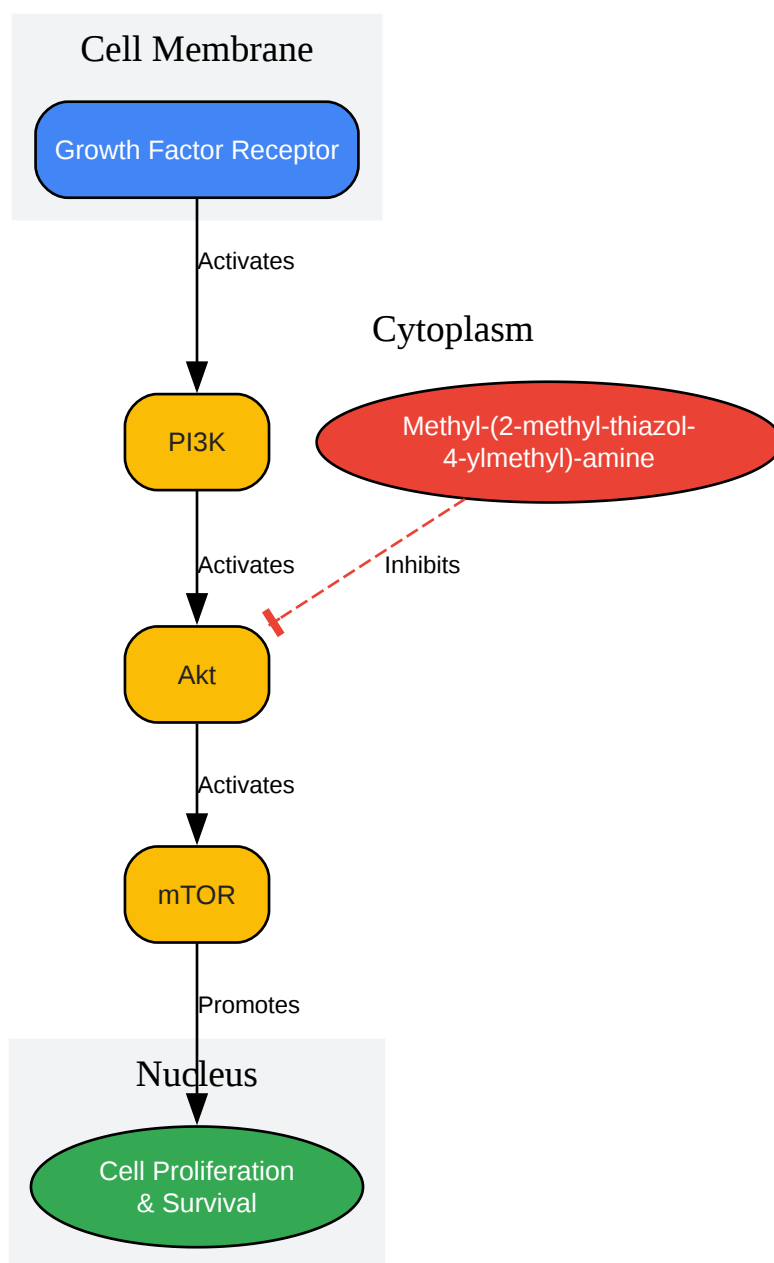 Cell Membrane
Growth Factor Receptor
Activates
Cytoplasm
PI3K
Methyl-(2-methyl-thiazol-
4-ylmethyl)-amine
Activates
Inhibits
Akt
Activates
mTOR
Promotes
Nucleus
Cell Proliferation
& Survival